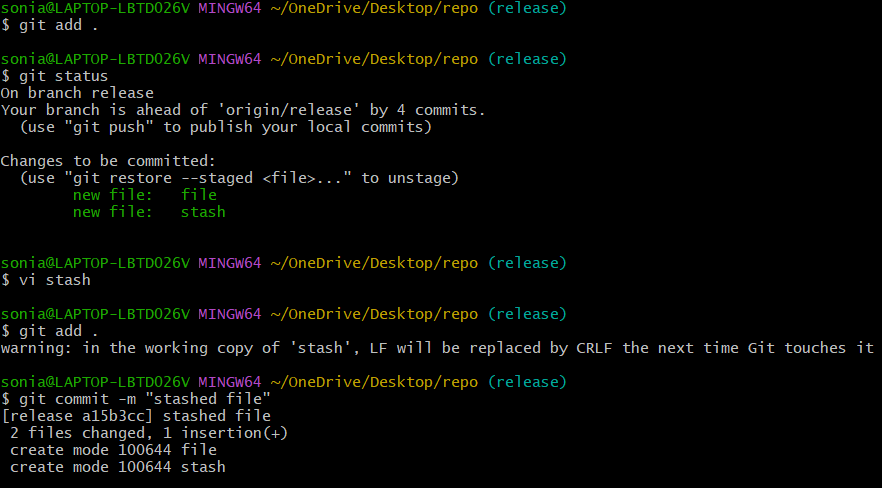 sonia@LAPTOP-LBTDO26V MINGW64 ~/OneDrive/Desktop/repo (release)
$ git add .
sonia@LAPTOP-LBTDO26V MINGW64 ~/OneDrive/Desktop/repo (release)
$ git status
On branch release
Your branch is ahead of 'origin/release' by 4 commits.
  (use "git push" to publish your local commits)
Changes to be committed:
  (use "git restore --staged <file>..." to unstage)
        new file:   file
        new file:   stash
sonia@LAPTOP-LBTDO26V MINGW64 ~/OneDrive/Desktop/repo (release)
$ vi stash
sonia@LAPTOP-LBTDO26V MINGW64 ~/OneDrive/Desktop/repo (release)
$ git add .
warning: in the working copy of 'stash', LF will be replaced by CRLF the next time Git touches it
sonia@LAPTOP-LBTDO26V MINGW64 ~/OneDrive/Desktop/repo (release)
$ git commit -m "stashed file"
[release a15b3cc] stashed file
 2 files changed, 1 insertion(+)
 create mode 100644 file
 create mode 100644 stash